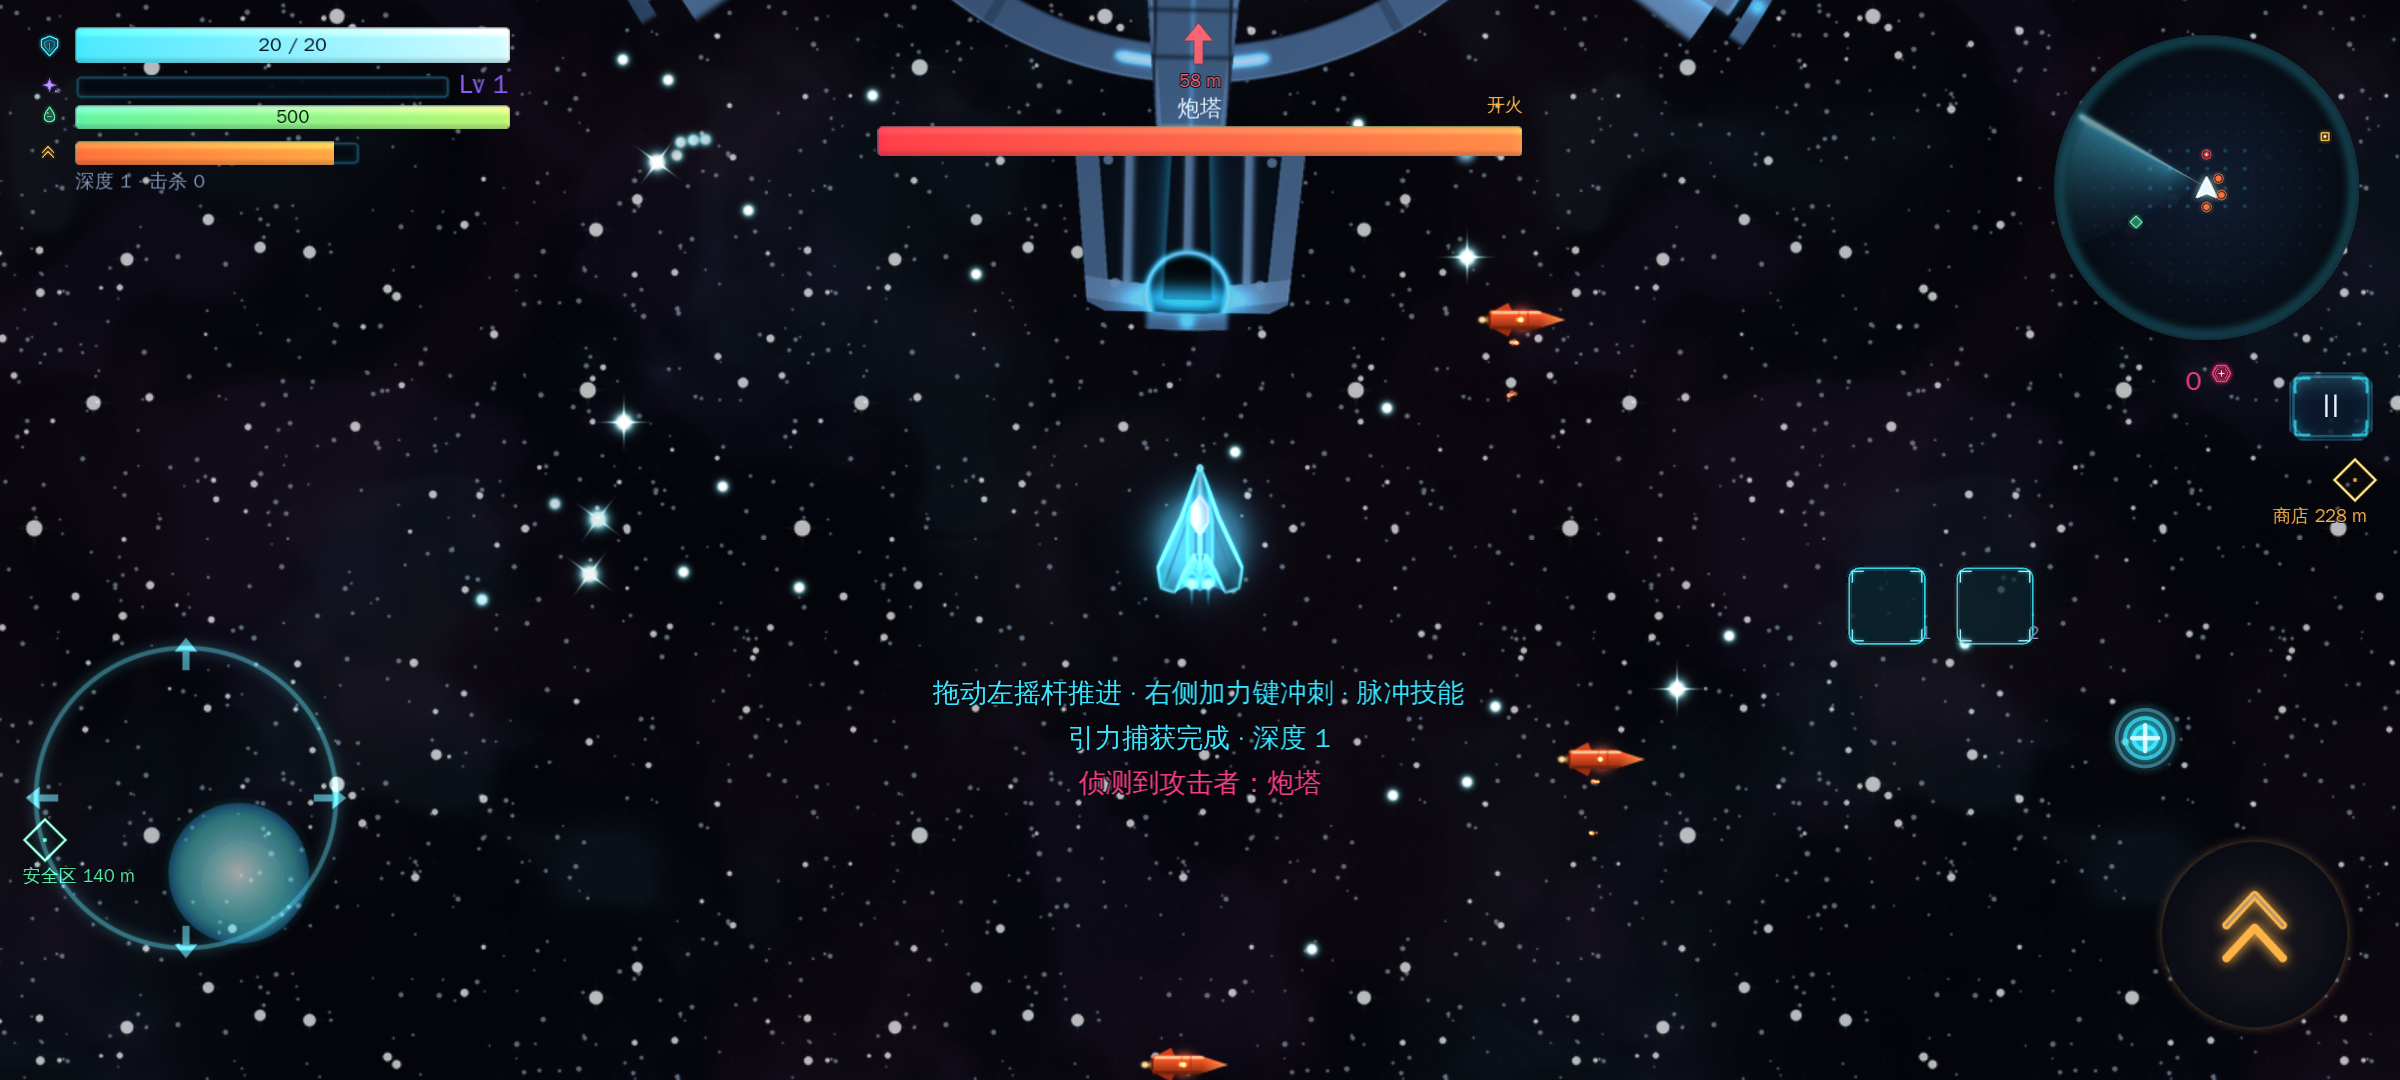 20 / 20
Lv 1
500
深度 1 · 击杀 0
58 m
炮塔
开火
0
商店 228 m
1
2
拖动左摇杆推进 · 右侧加力键冲刺 · 脉冲技能
引力捕获完成 · 深度 1
侦测到攻击者：炮塔
安全区 140 m